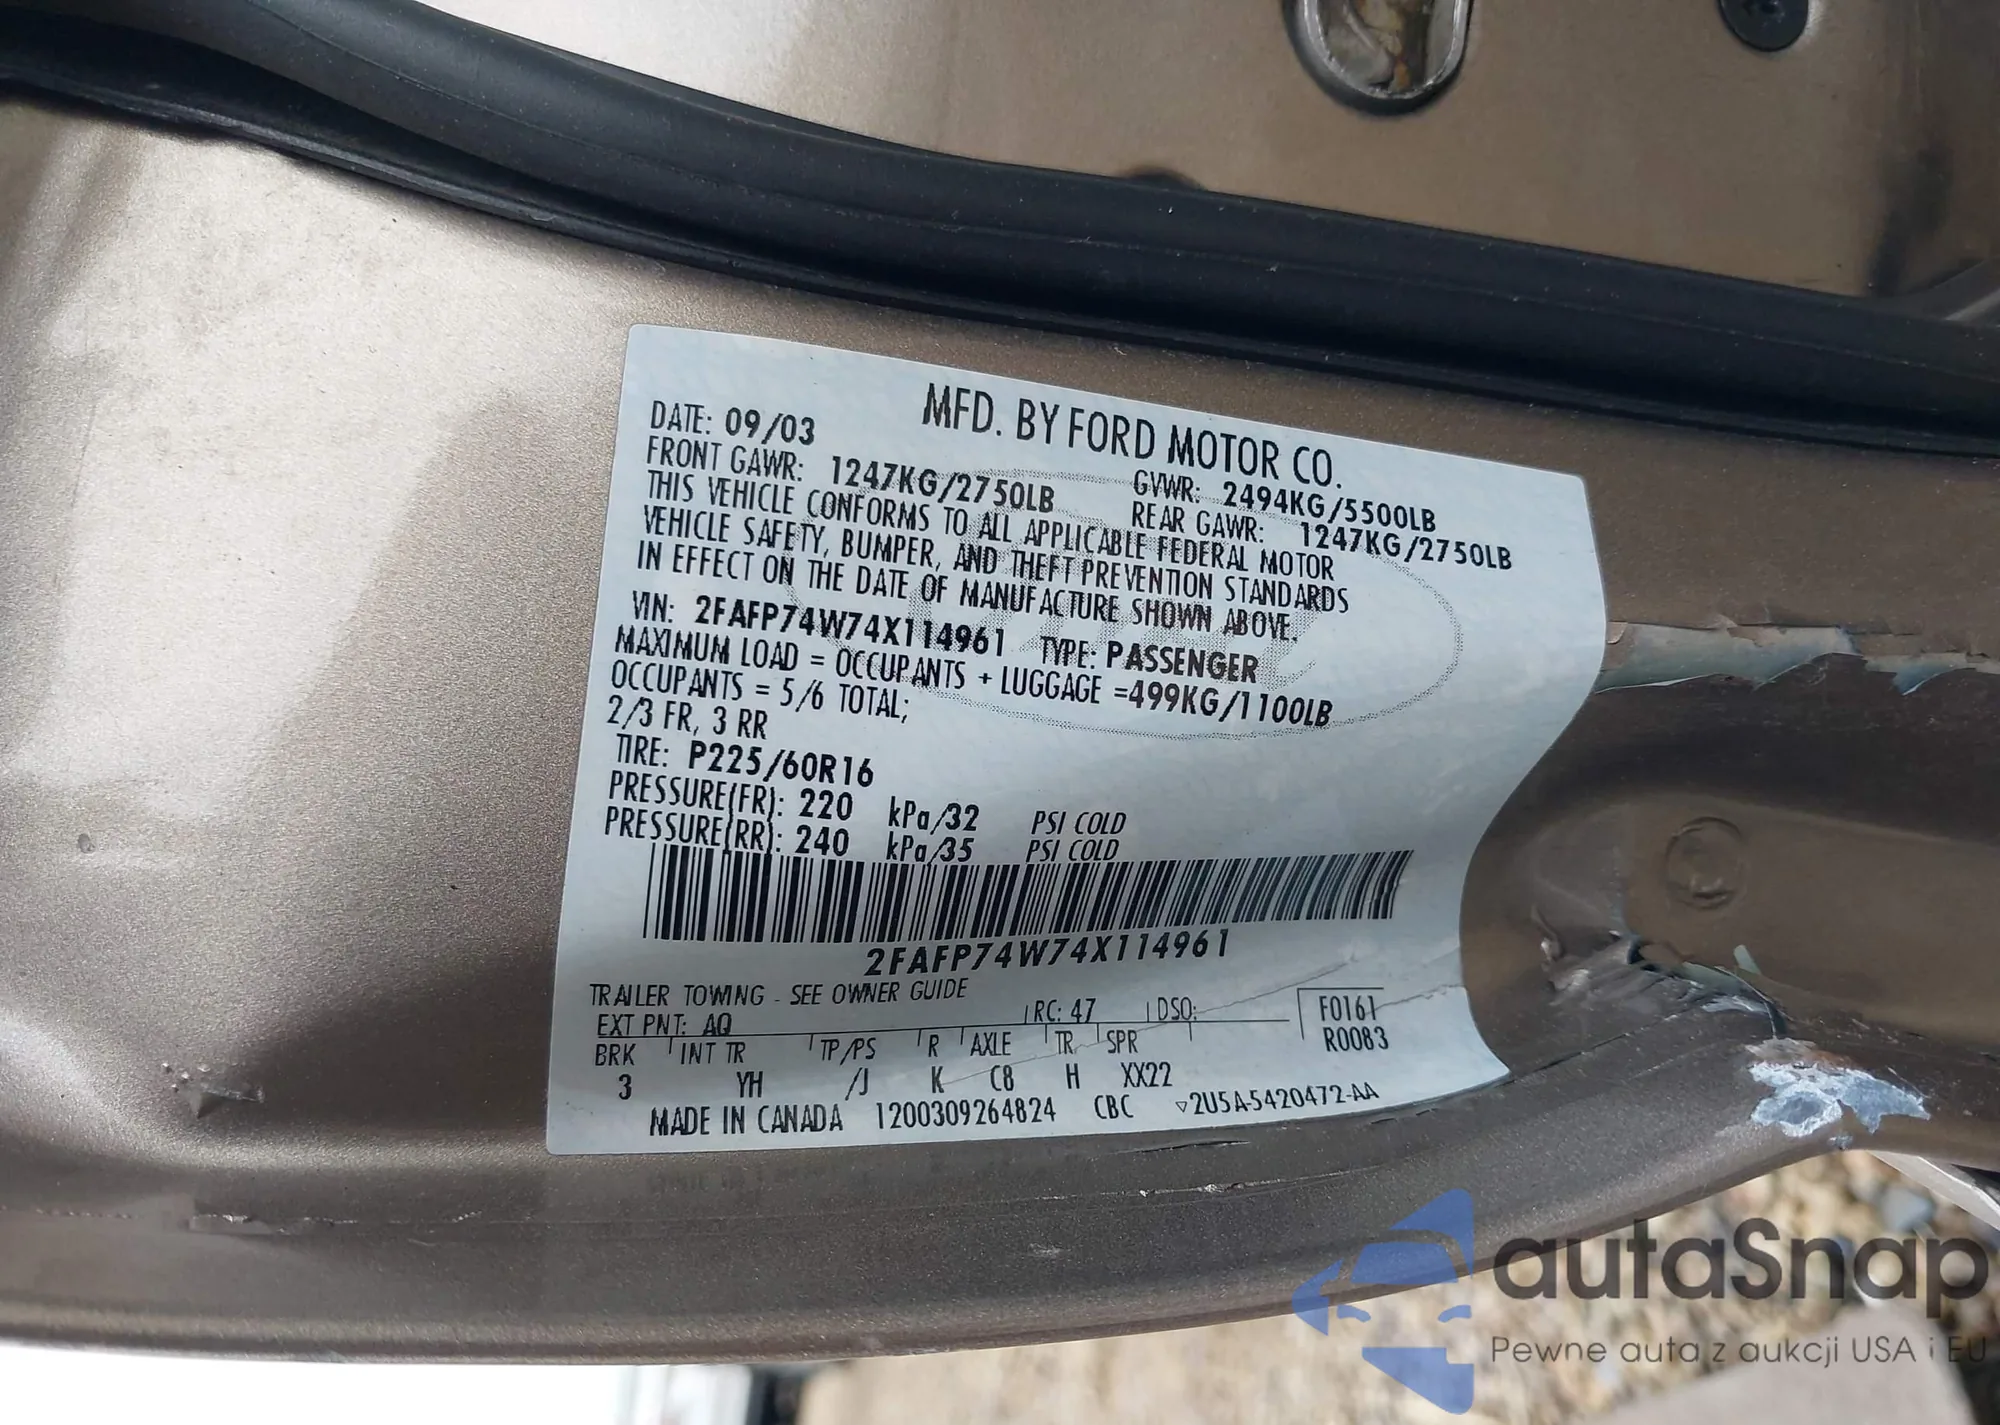 MFD. BY FORD MOTOR CO.
DATE: 09/03
GVWR: 2494KG/5500LB
FRONT GAWR: 1247KG/2750LB
REAR GAWR: 1247KG/2750LB
THIS VEHICLE CONFORMS TO ALL APPLICABLE FEDERAL MOTOR
VEHICLE SAFETY, BUMPER, AND THEFT PREVENTION STANDARDS
IN EFFECT ON THE DATE OF MANUFACTURE SHOWN ABOVE.
VIN: 2FAFP74W74X114961 TYPE: PASSENGER
MAXIMUM LOAD = OCCUPANTS + LUGGAGE =499KG/1100LB
OCCUPANTS = 5/6 TOTAL;
2/3 FR, 3 RR
TIRE: P225/60R16
PRESSURE(FR): 220 kPa/32 PSI COLD
PRESSURE(RR): 240 kPa/35 PSI COLD
2FAFP74W74X114961
TRAILER TOWING - SEE OWNER GUIDE
EXT PNT: AQ RC: 47 DSO: F0161
R0083
BRK INT TR TP/PS R AXLE TR SPR
3 YH /J K C8 H XX22
MADE IN CANADA 1200309264824 CBC ▽2U5A-5420472-AA
autaSnap
Pewne auta z aukcji USA i EU